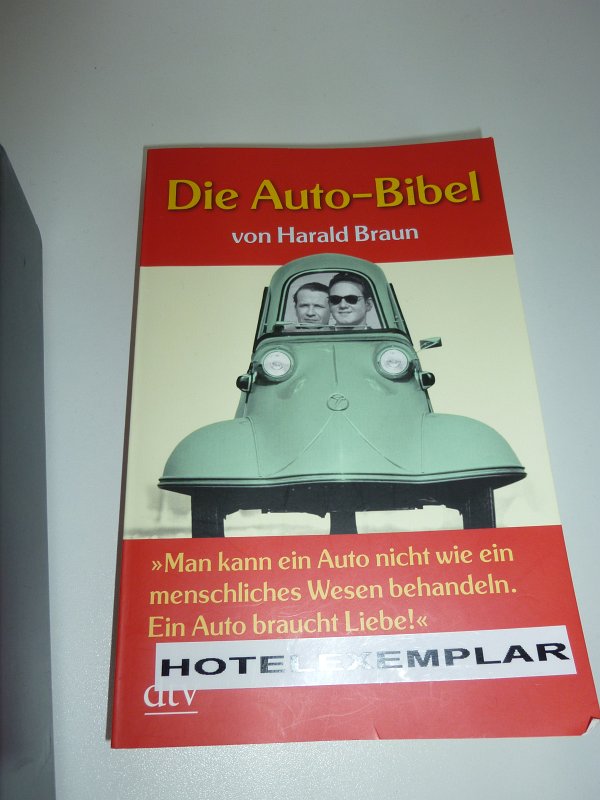 Die Auto-Bibel
von Harald Braun
»Man kann ein Auto nicht wie ein
menschliches Wesen behandeln.
Ein Auto braucht Liebe!«
HOTELEXEMPLAR
dtv